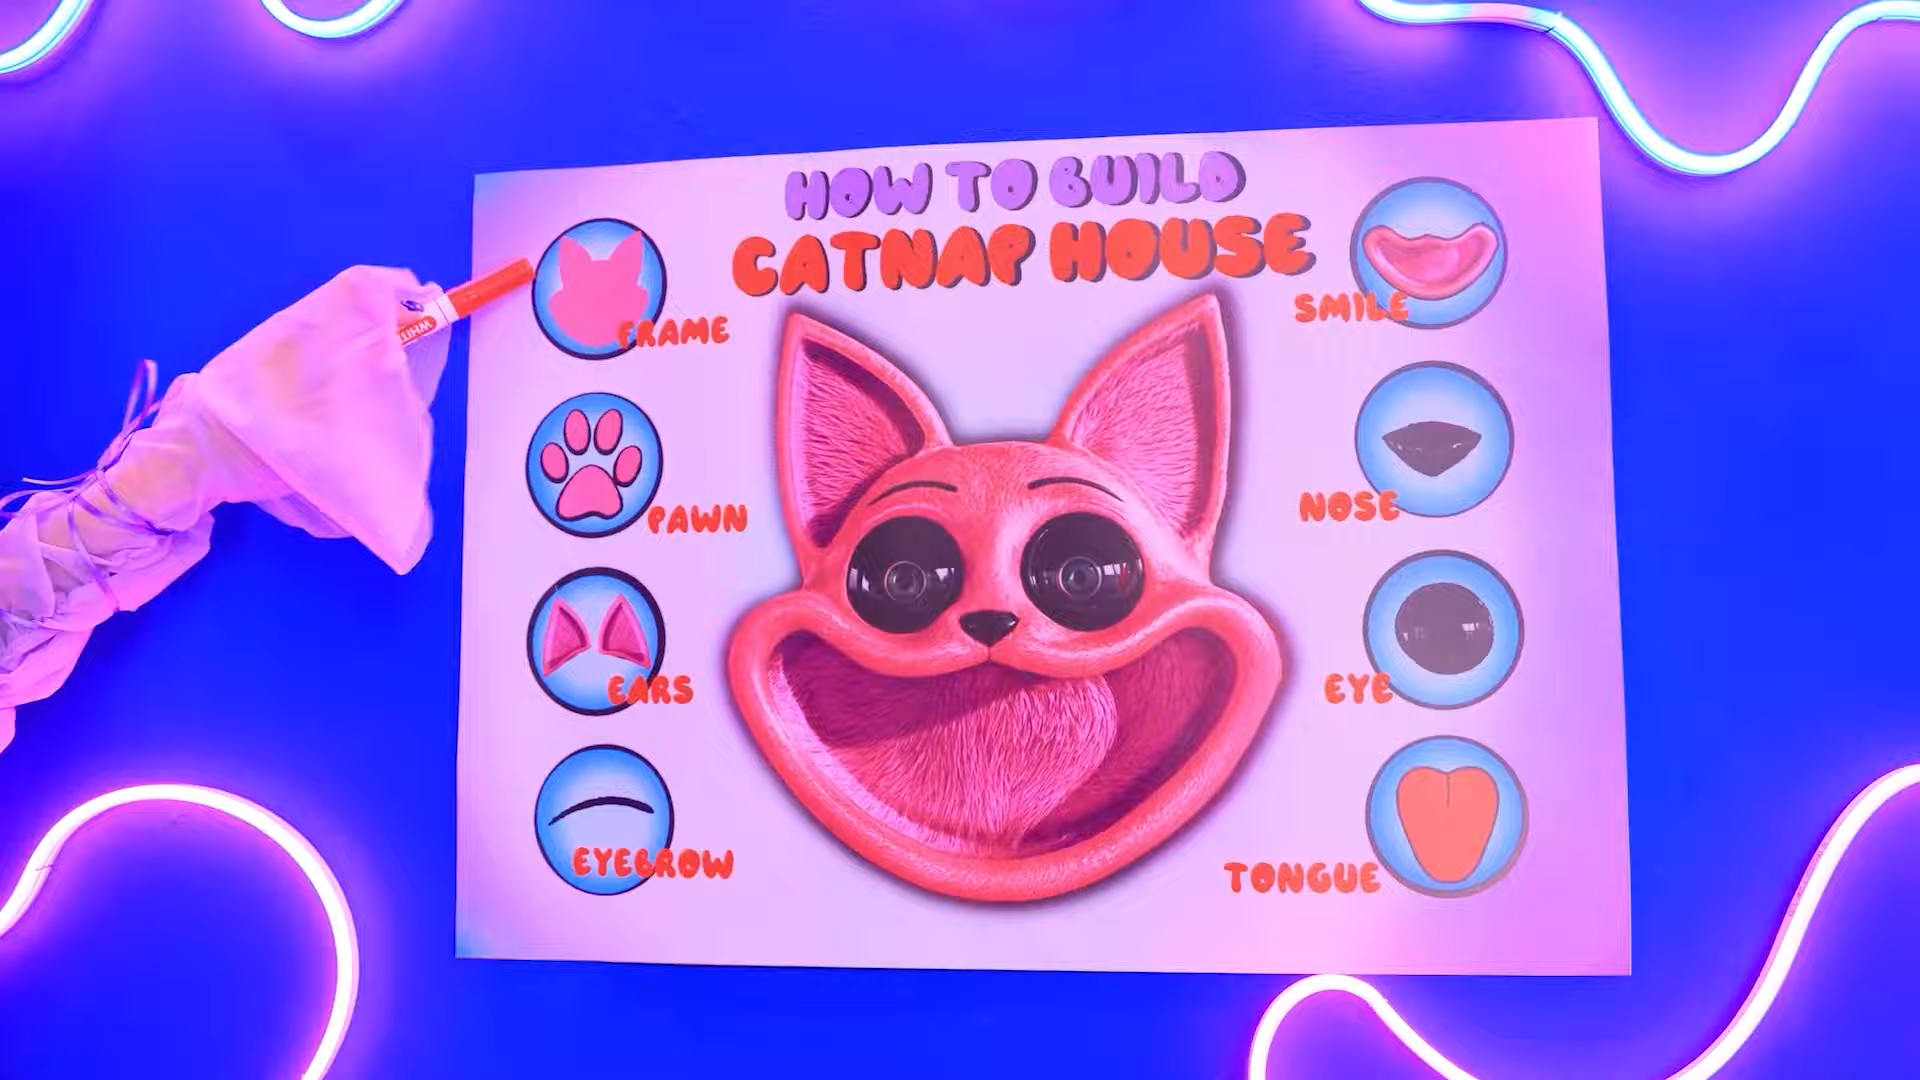 HOW TO BUILD
CATNAP HOUSE
FRAME
PAWN
EARS
EYEBROW
SMILE
NOSE
EYE
TONGUE